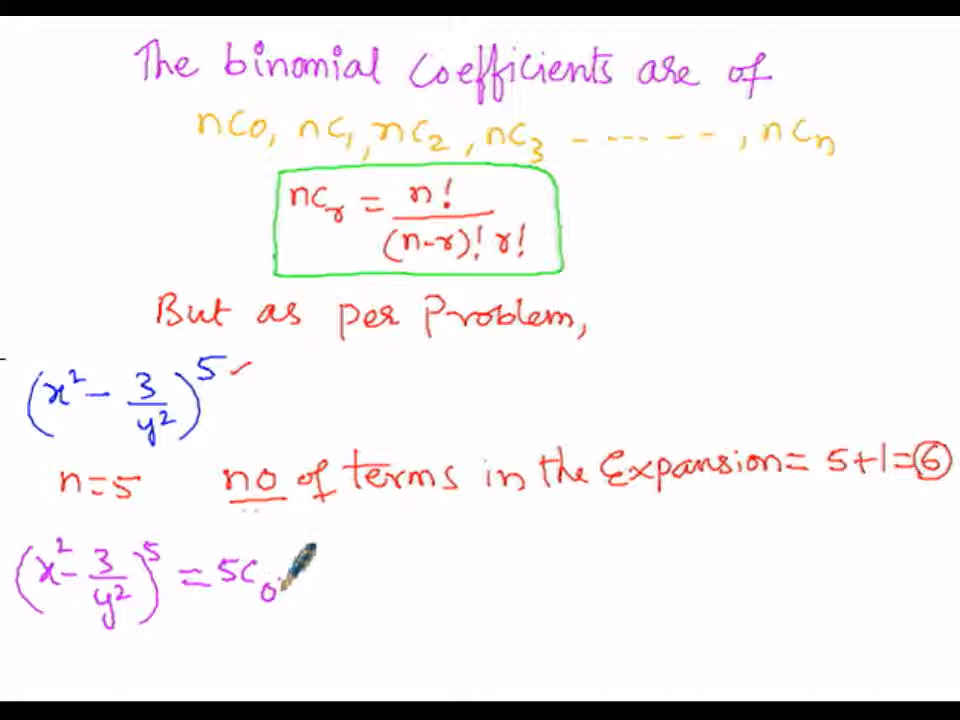 The binomial Coefficients are of
nC0, nC₁, nC₂, nC₃ - ---- - -, nCₙ
nCᵣ = n! / (n-r)! r!
But as per Problem,
(x² - 3/y²)⁵ ✓
n=5 no of terms in the Expansion= 5+1=⑥
(x² - 3/y²)⁵ = 5C₀